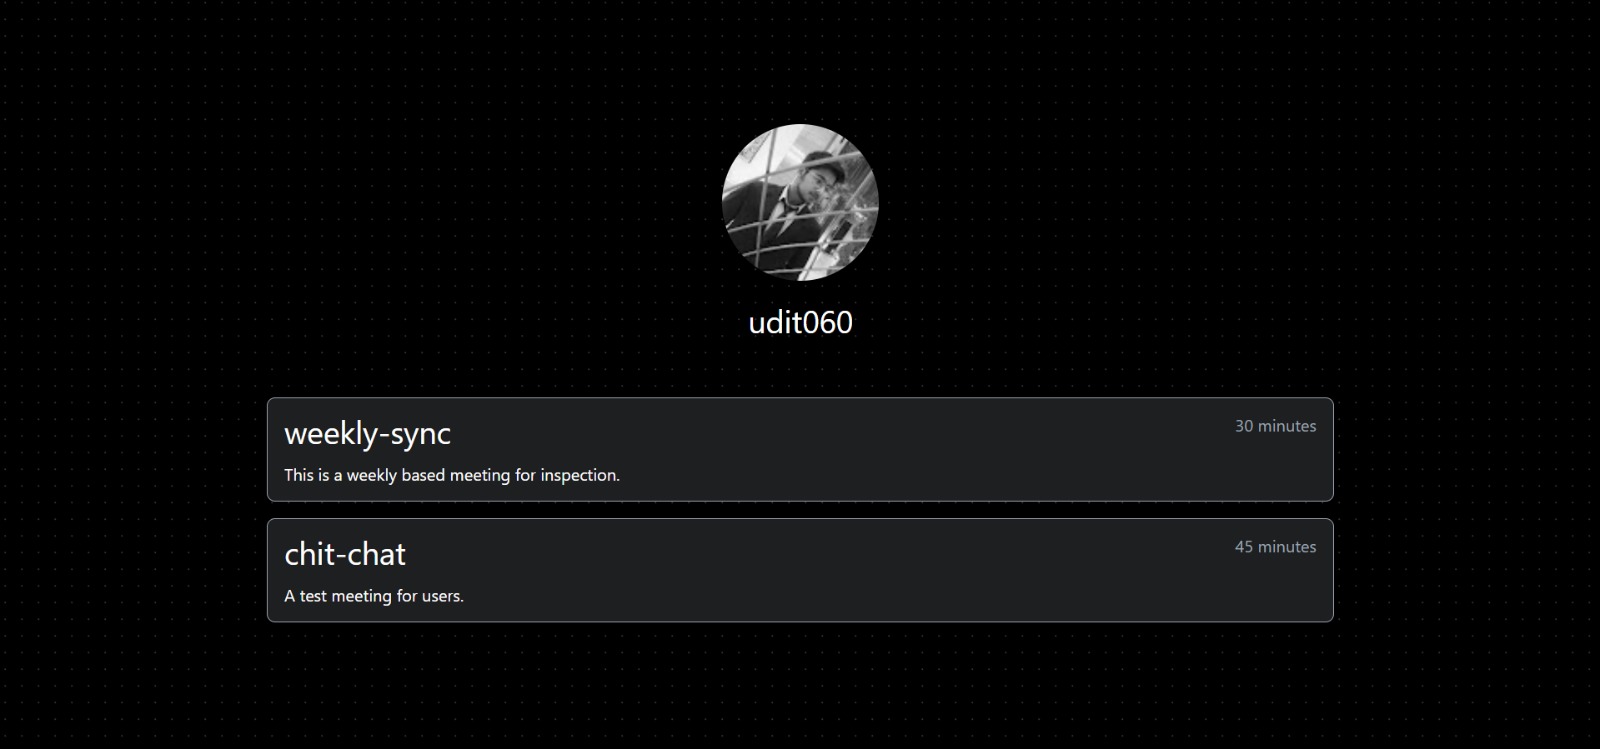 udit060
weekly-sync
30 minutes
This is a weekly based meeting for inspection.
chit-chat
45 minutes
A test meeting for users.